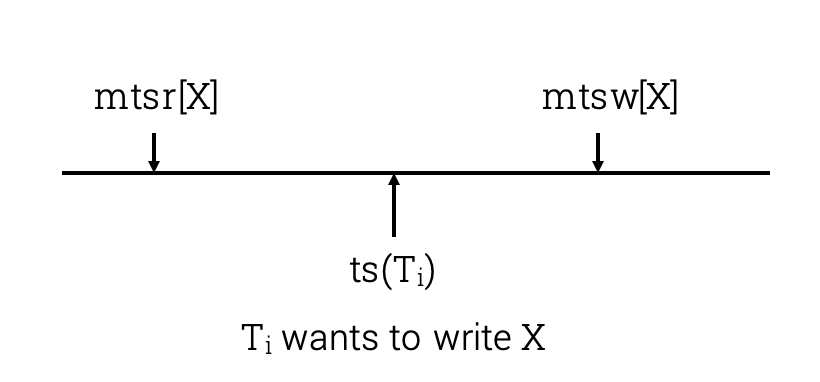 mtsr[X]
mtsw[X]
ts(Tᵢ)
Tᵢ wants to write X